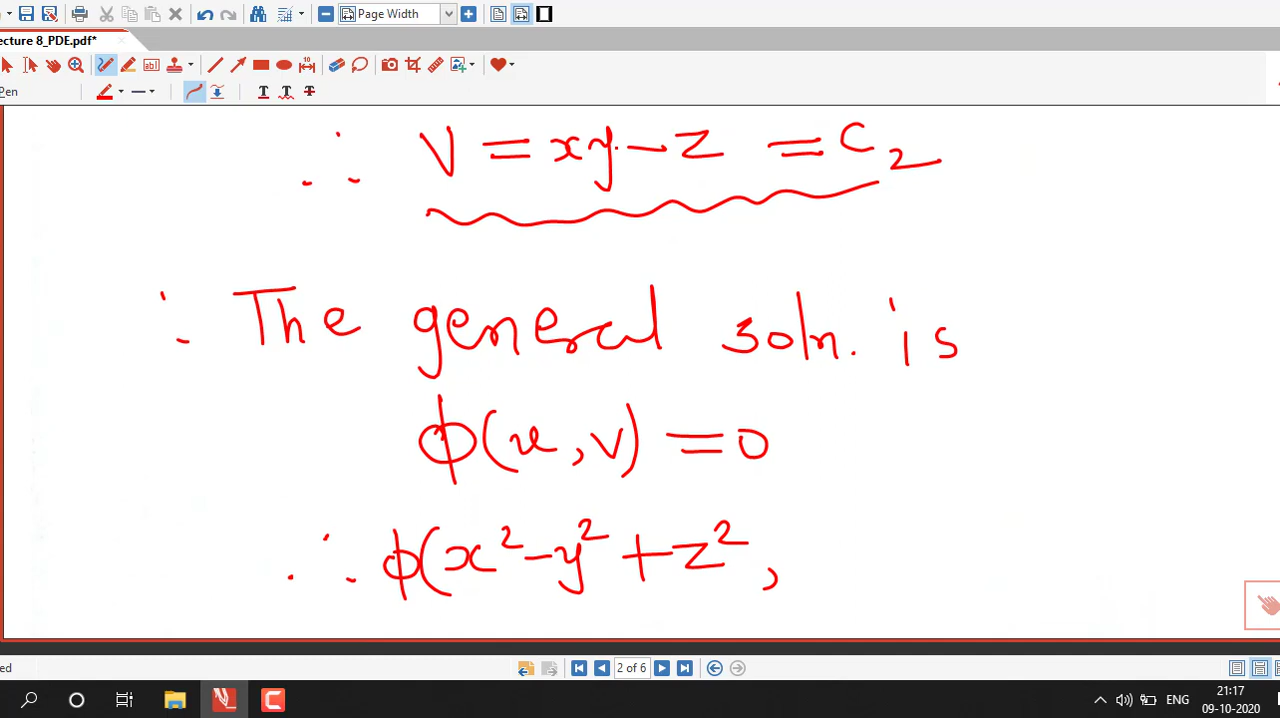 Page Width
ecture 8_PDE.pdf*
Pen
∴ V = xy - z = C₂
∴ The general soln. is
ϕ(u, v) = 0
∴ ϕ(x² - y² + z²,
ed
2 of 6
ENG
21:17
09-10-2020